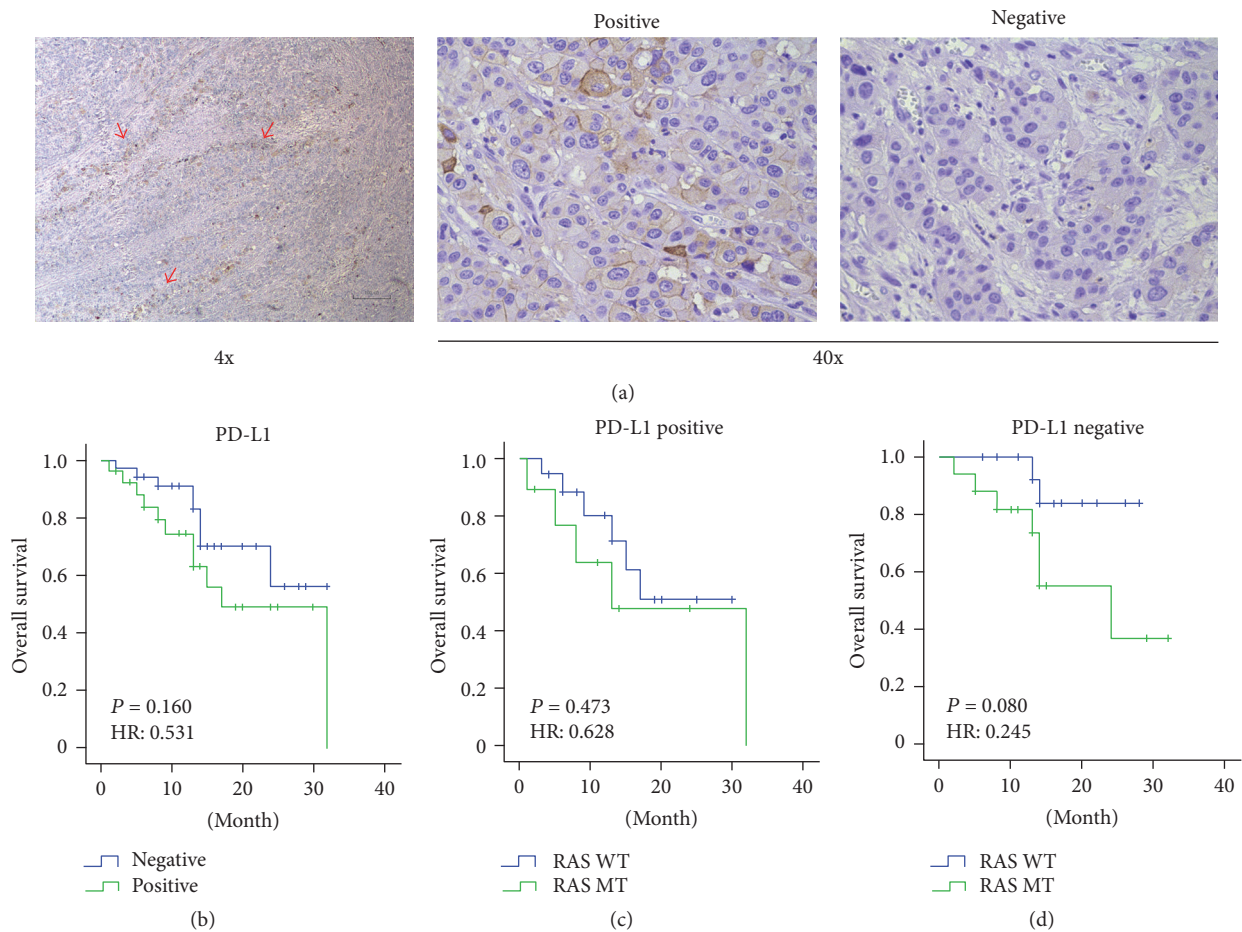 Positive
Negative
4x
40x
(a)
PD-L1
1.0
0.8
0.6
0.4
0.2
0
Overall survival
P = 0.160
HR: 0.531
0 10 20 30 40
(Month)
Negative
Positive
(b)
PD-L1 positive
1.0
0.8
0.6
0.4
0.2
0
Overall survival
P = 0.473
HR: 0.628
0 10 20 30 40
(Month)
RAS WT
RAS MT
(c)
PD-L1 negative
1.0
0.8
0.6
0.4
0.2
0
Overall survival
P = 0.080
HR: 0.245
0 10 20 30 40
(Month)
RAS WT
RAS MT
(d)